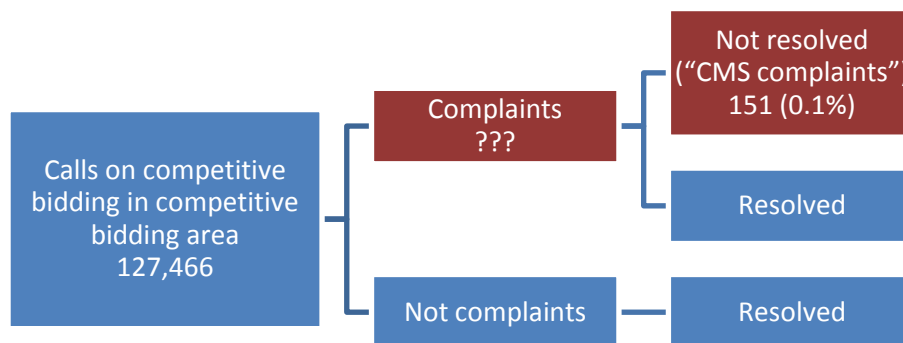 Calls on competitive
bidding in competitive
bidding area
127,466
Complaints
???
Not complaints
Not resolved
(“CMS complaints”)
151 (0.1%)
Resolved
Resolved